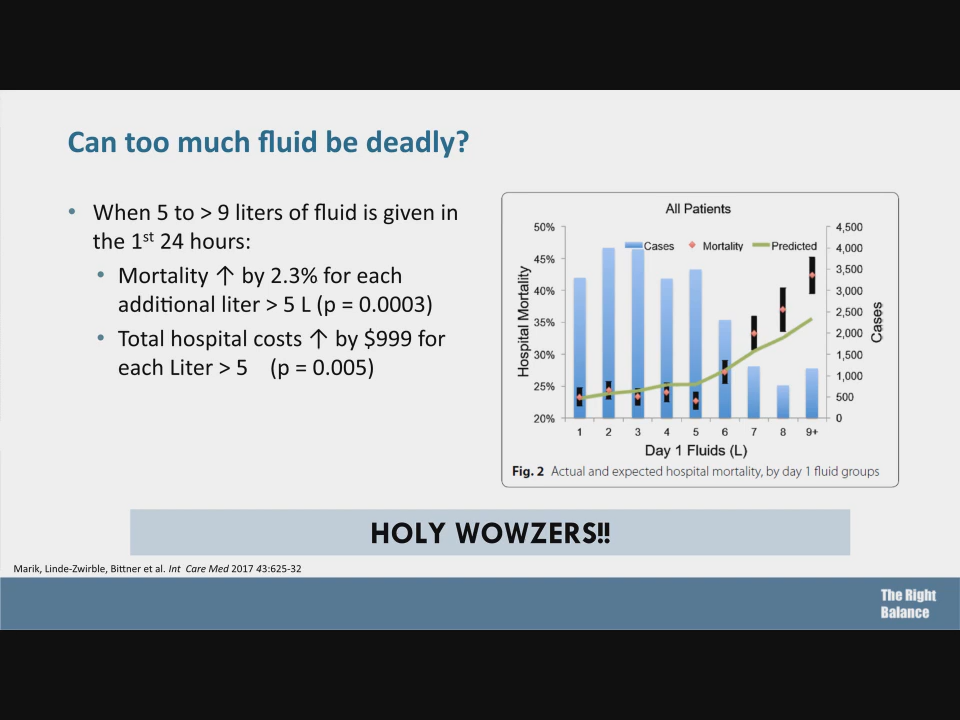 Can too much fluid be deadly?
• When 5 to > 9 liters of fluid is given in
the 1st 24 hours:
• Mortality ↑ by 2.3% for each
additional liter > 5 L (p = 0.0003)
• Total hospital costs ↑ by $999 for
each Liter > 5 (p = 0.005)
All Patients
Cases Mortality Predicted
Hospital Mortality
50%
45%
40%
35%
30%
25%
20%
4,500
4,000
3,500
3,000
2,500
2,000
1,500
1,000
500
0
Cases
1 2 3 4 5 6 7 8 9+
Day 1 Fluids (L)
Fig. 2 Actual and expected hospital mortality, by day 1 fluid groups
HOLY WOWZERS!!
Marik, Linde-Zwirble, Bittner et al. Int Care Med 2017 43:625-32
The Right
Balance